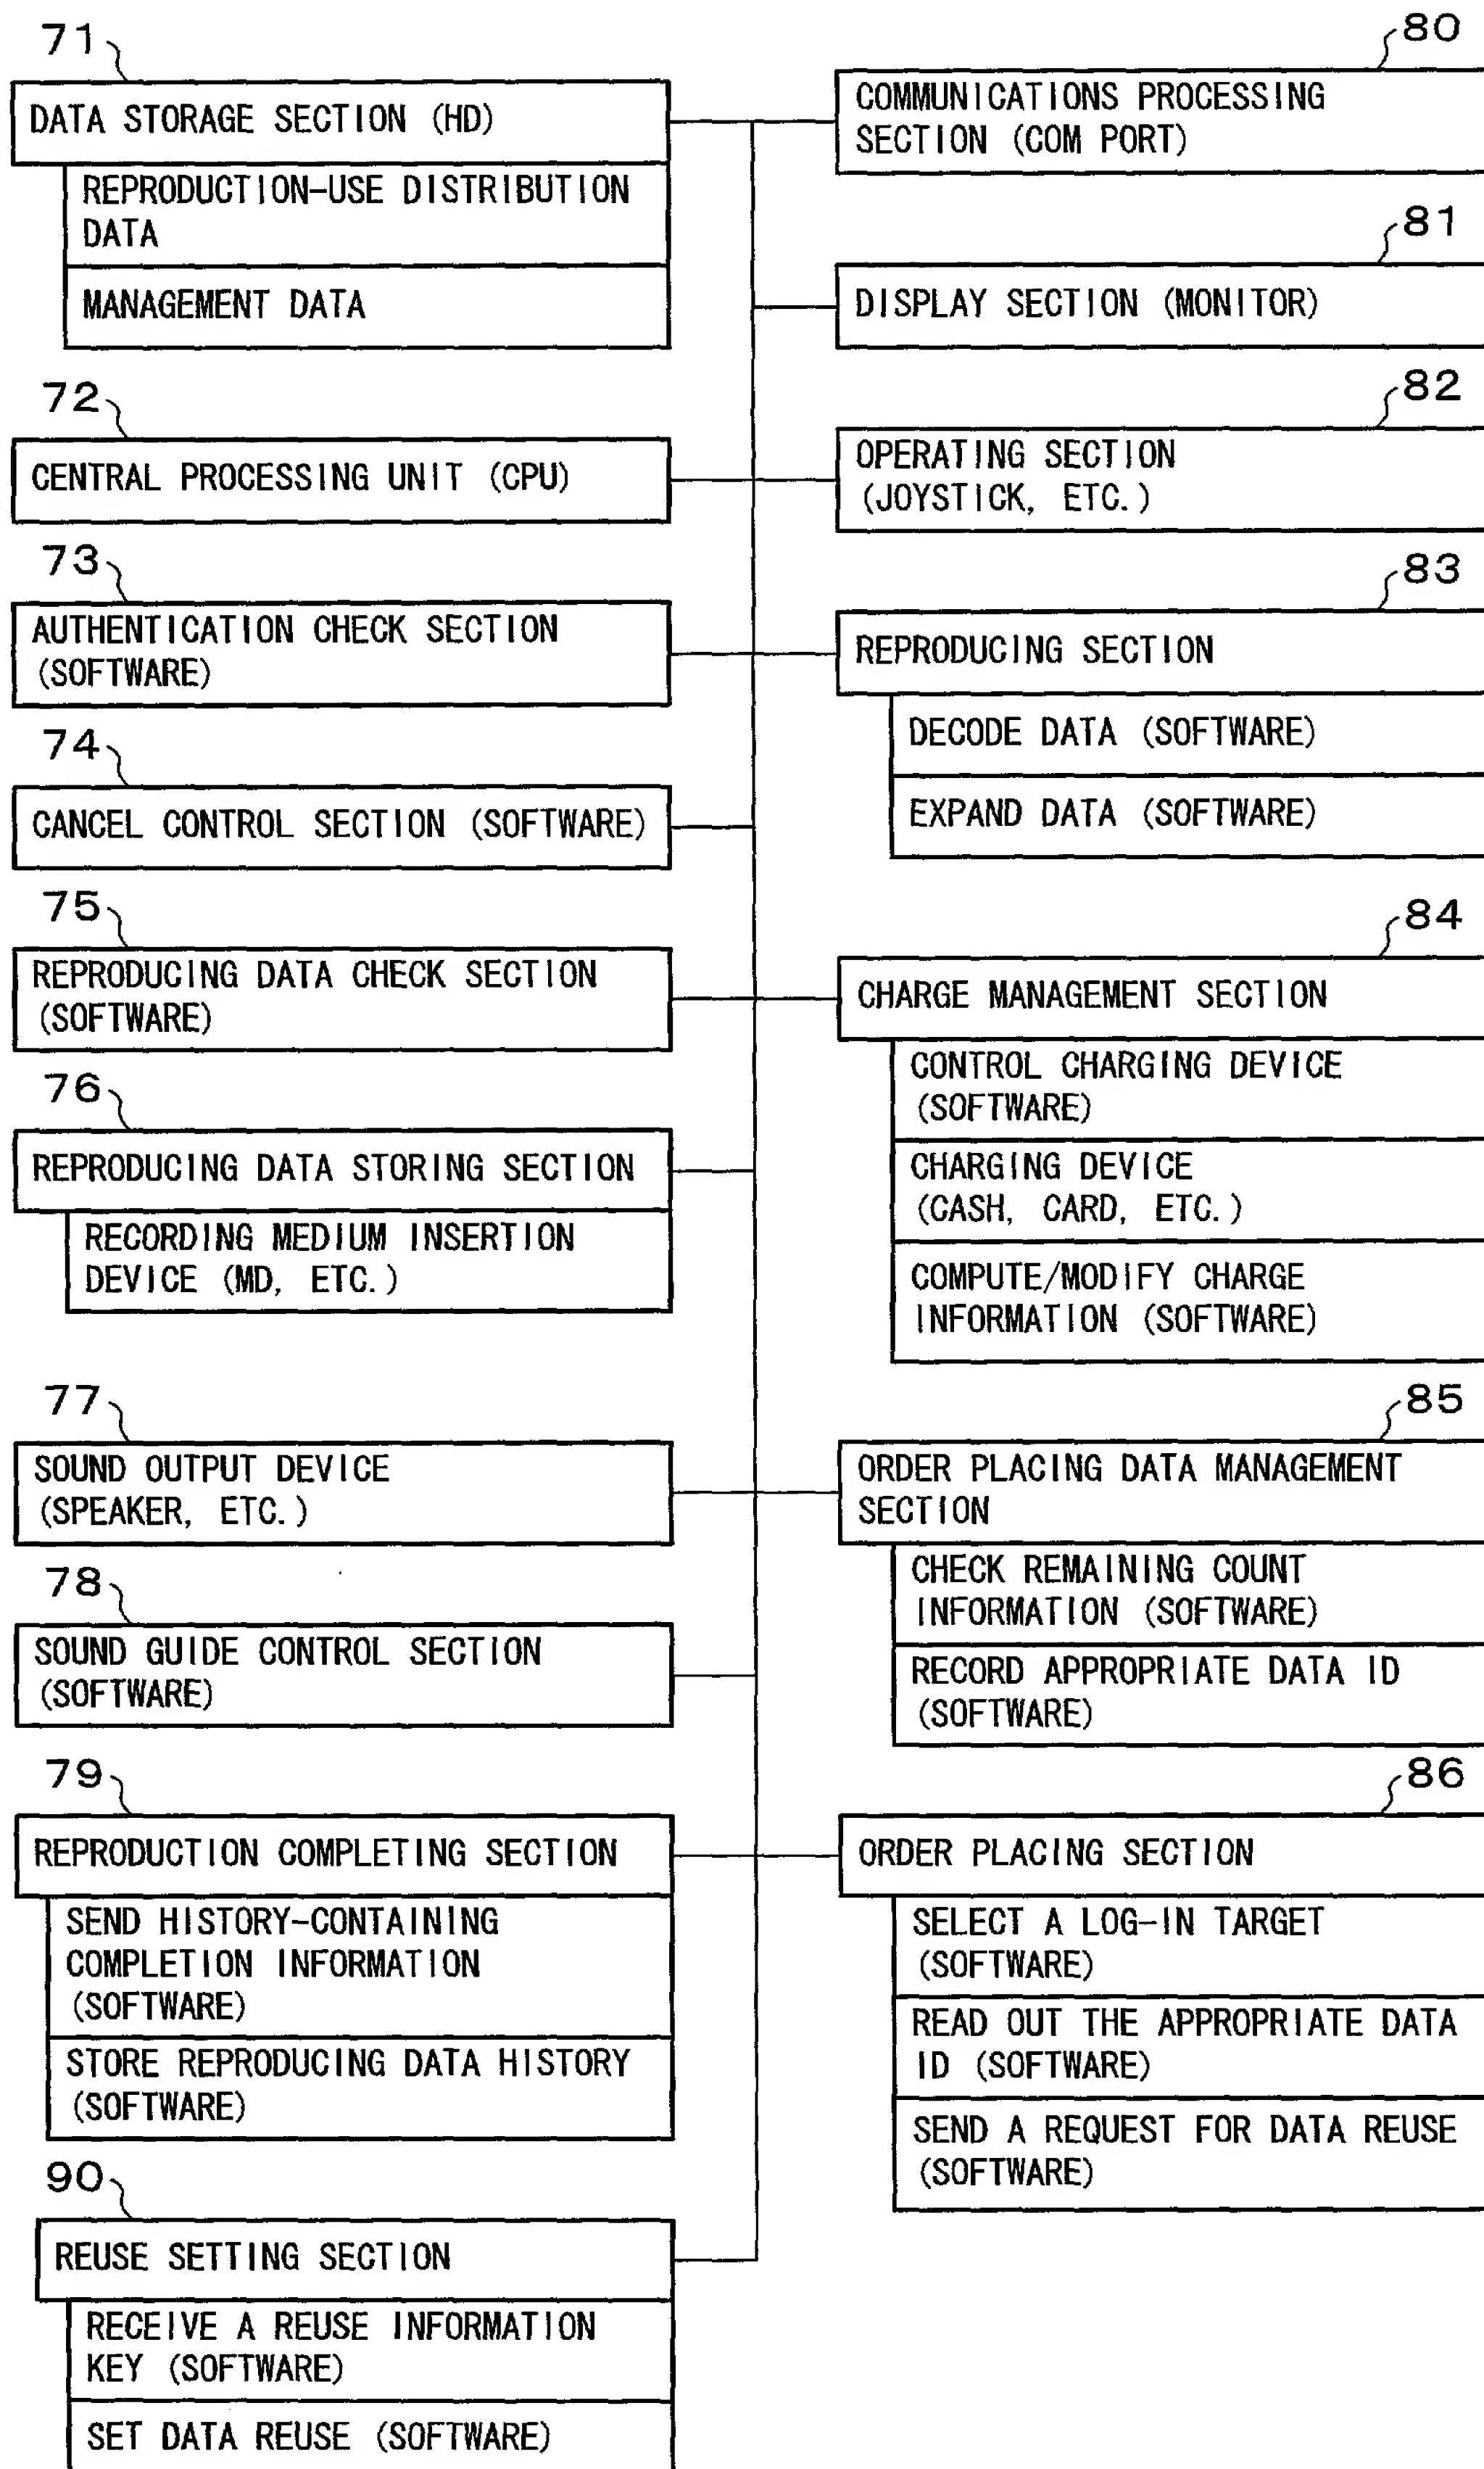 71
DATA STORAGE SECTION (HD)
REPRODUCTION-USE DISTRIBUTION
DATA
MANAGEMENT DATA
72
CENTRAL PROCESSING UNIT (CPU)
73
AUTHENTICATION CHECK SECTION
(SOFTWARE)
74
CANCEL CONTROL SECTION (SOFTWARE)
75
REPRODUCING DATA CHECK SECTION
(SOFTWARE)
76
REPRODUCING DATA STORING SECTION
RECORDING MEDIUM INSERTION
DEVICE (MD, ETC.)
77
SOUND OUTPUT DEVICE
(SPEAKER, ETC.)
78
SOUND GUIDE CONTROL SECTION
(SOFTWARE)
79
REPRODUCTION COMPLETING SECTION
SEND HISTORY-CONTAINING
COMPLETION INFORMATION
(SOFTWARE)
STORE REPRODUCING DATA HISTORY
(SOFTWARE)
90
REUSE SETTING SECTION
RECEIVE A REUSE INFORMATION
KEY (SOFTWARE)
SET DATA REUSE (SOFTWARE)
80
COMMUNICATIONS PROCESSING
SECTION (COM PORT)
81
DISPLAY SECTION (MONITOR)
82
OPERATING SECTION
(JOYSTICK, ETC.)
83
REPRODUCING SECTION
DECODE DATA (SOFTWARE)
EXPAND DATA (SOFTWARE)
84
CHARGE MANAGEMENT SECTION
CONTROL CHARGING DEVICE
(SOFTWARE)
CHARGING DEVICE
(CASH, CARD, ETC.)
COMPUTE/MODIFY CHARGE
INFORMATION (SOFTWARE)
85
ORDER PLACING DATA MANAGEMENT
SECTION
CHECK REMAINING COUNT
INFORMATION (SOFTWARE)
RECORD APPROPRIATE DATA ID
(SOFTWARE)
86
ORDER PLACING SECTION
SELECT A LOG-IN TARGET
(SOFTWARE)
READ OUT THE APPROPRIATE DATA
ID (SOFTWARE)
SEND A REQUEST FOR DATA REUSE
(SOFTWARE)